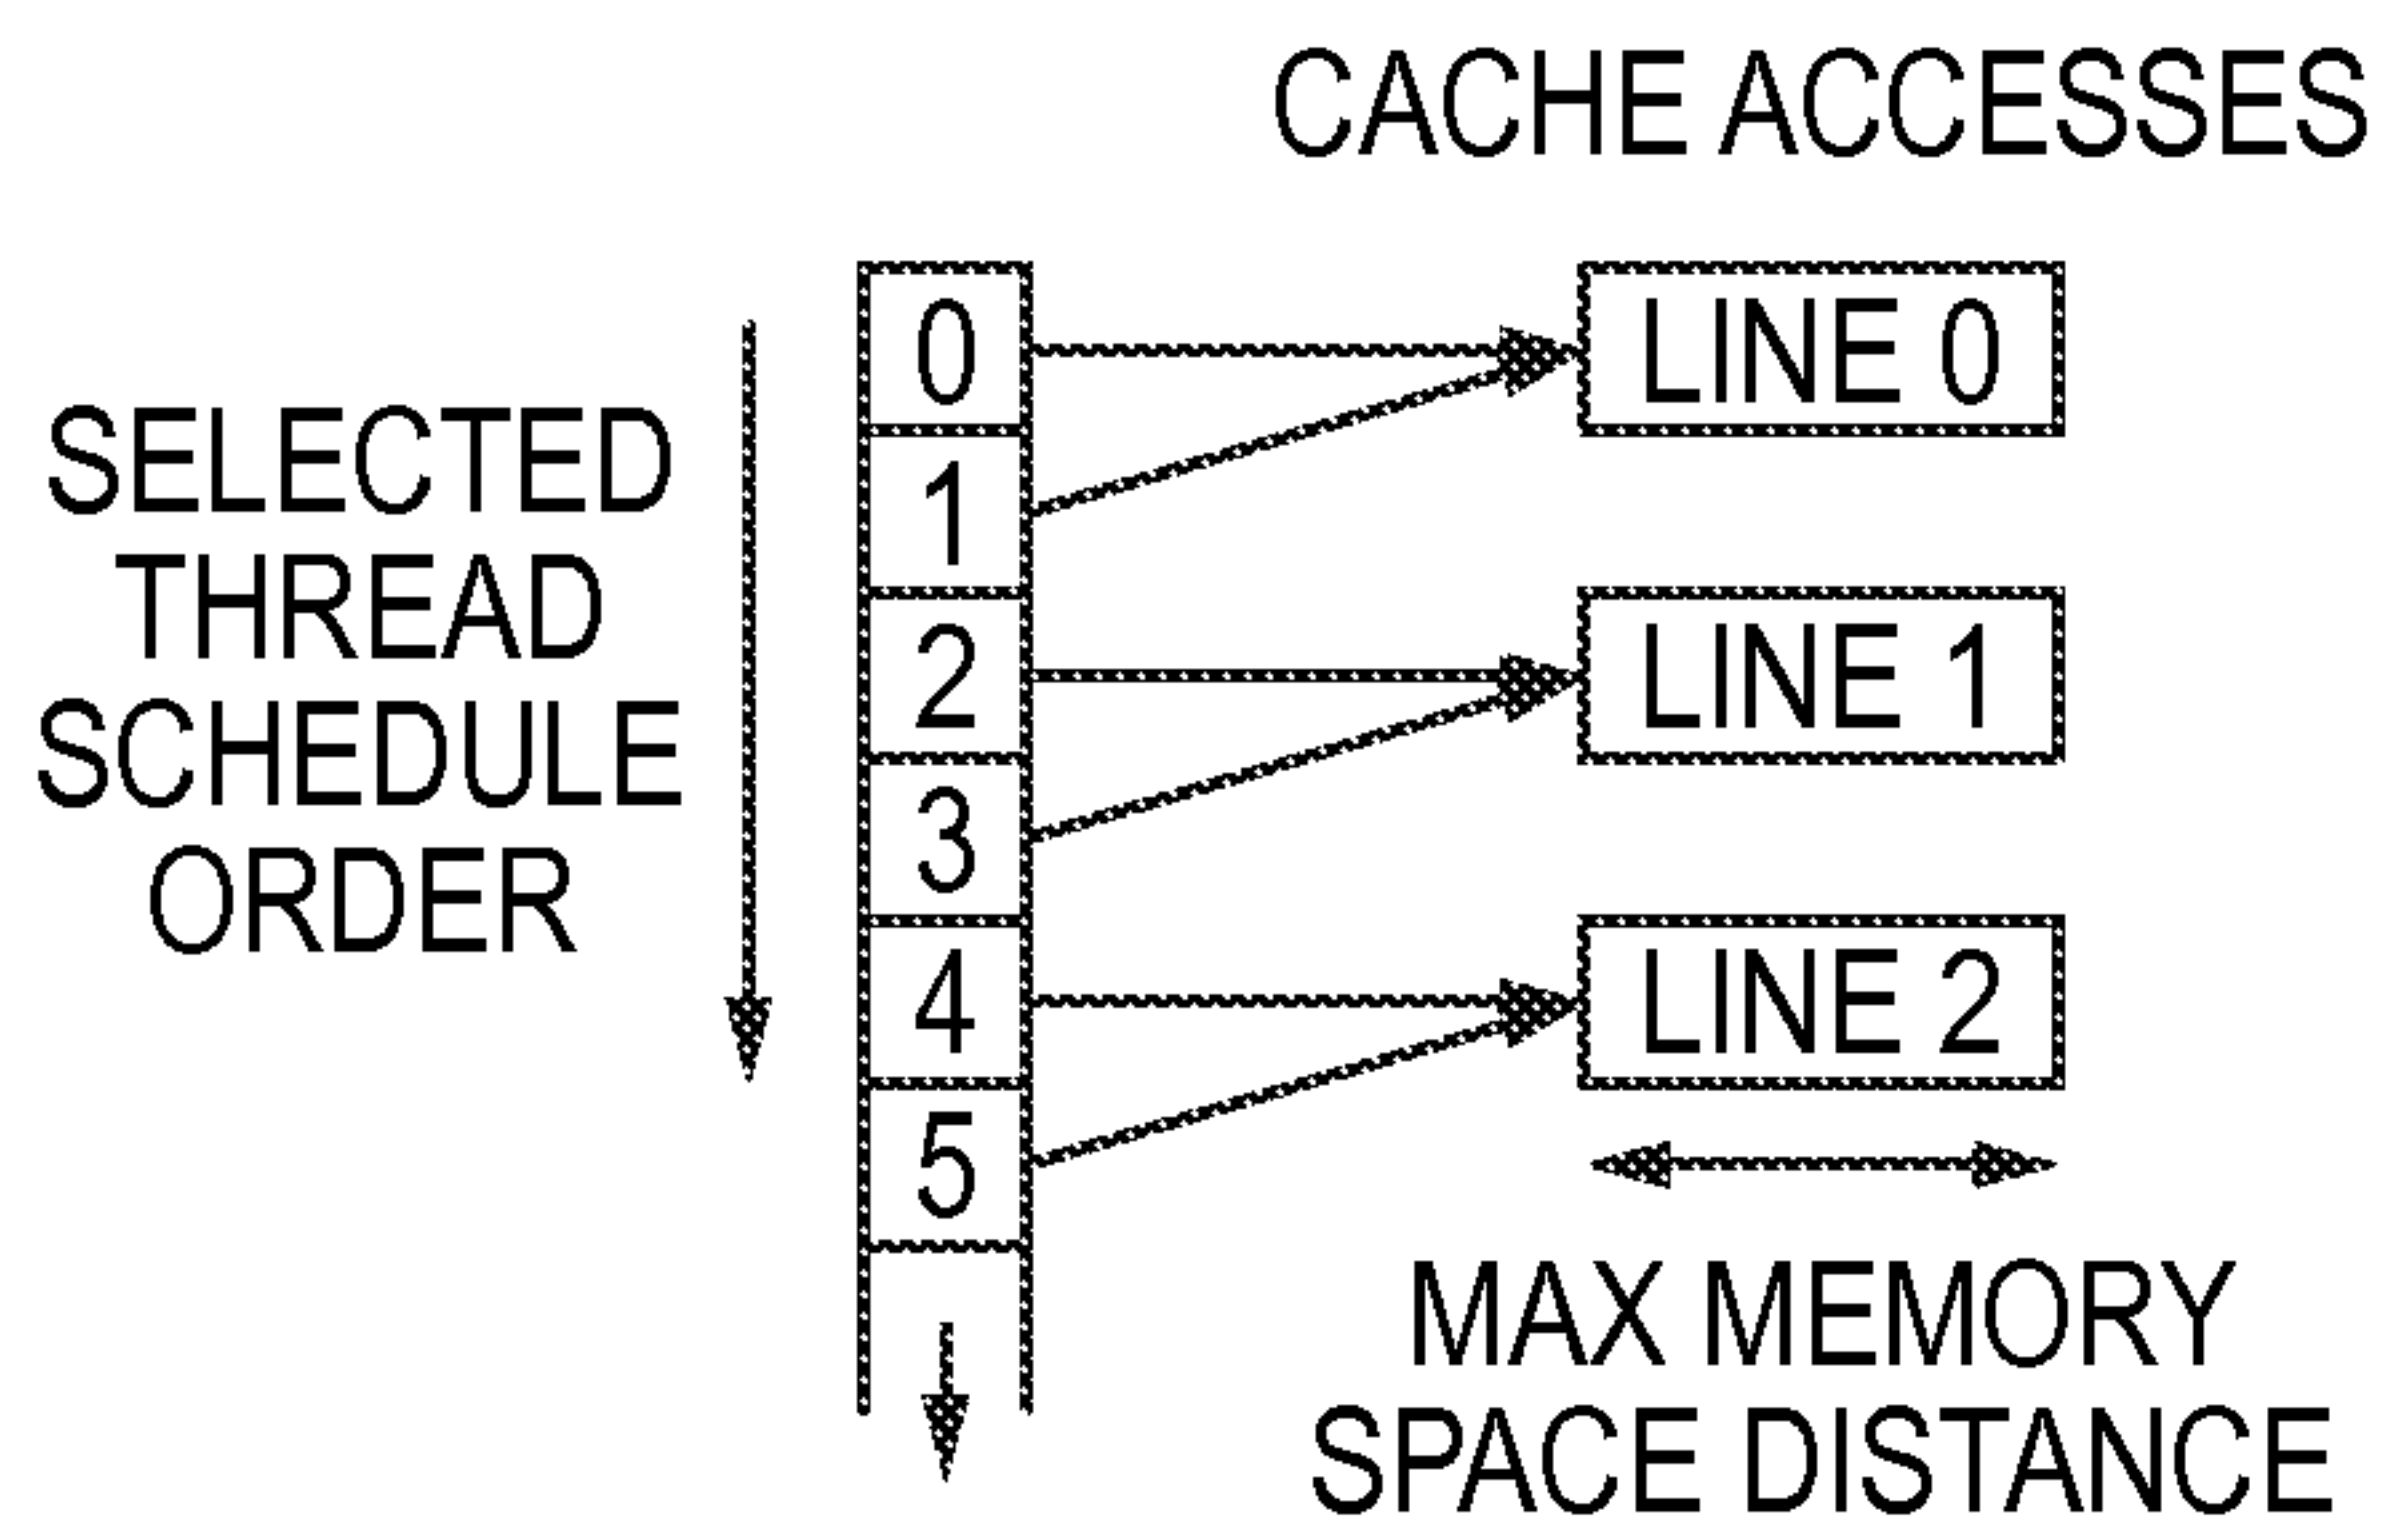 CACHE ACCESSES
SELECTED
THREAD
SCHEDULE
ORDER
0
1
2
3
4
5
LINE 0
LINE 1
LINE 2
MAX MEMORY
SPACE DISTANCE